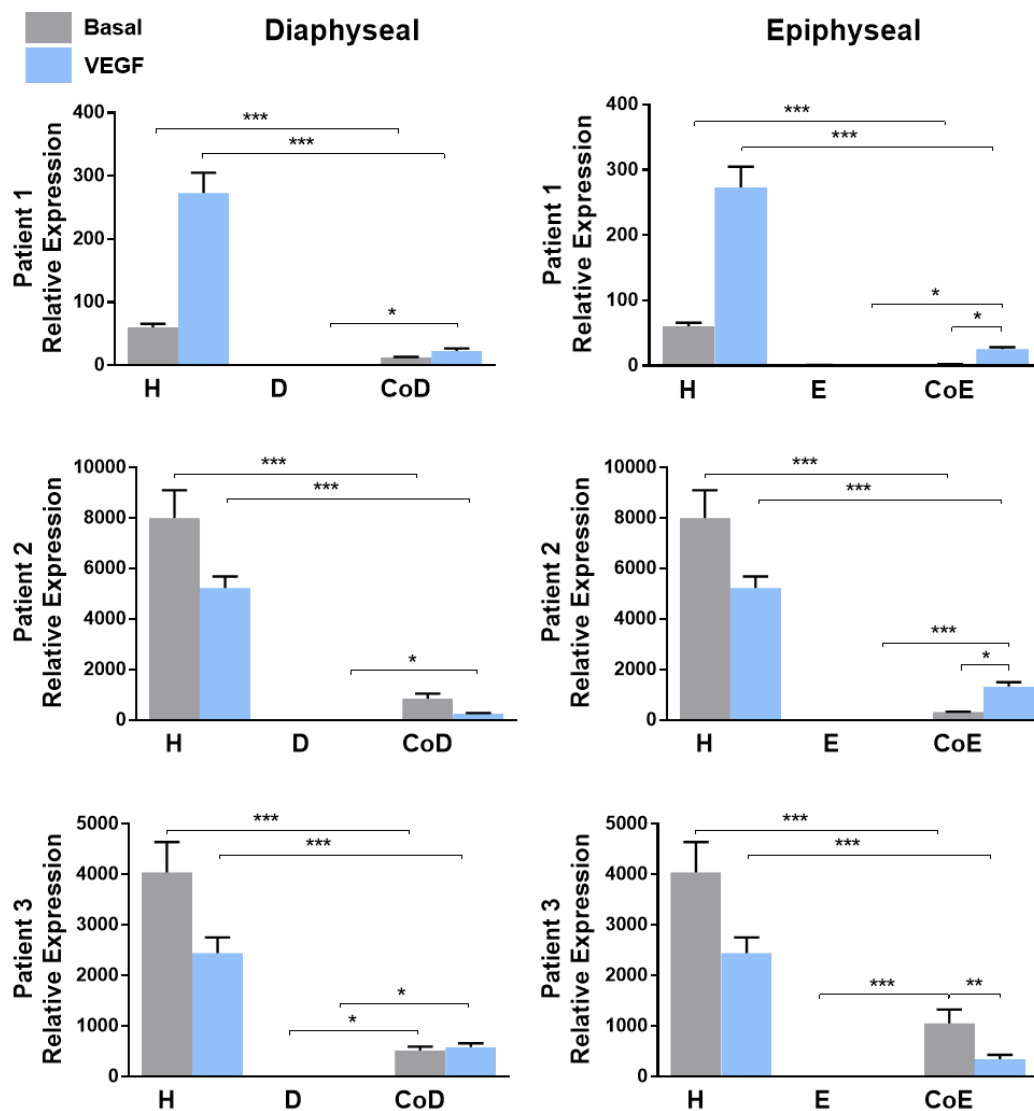 Basal
VEGF
Diaphyseal
Epiphyseal
Patient 1
Relative Expression
400
300
200
100
0
***
***
*
H D CoD
Patient 1
Relative Expression
400
300
200
100
0
***
***
*
*
H E CoE
Patient 2
Relative Expression
10000
8000
6000
4000
2000
0
***
***
*
H D CoD
Patient 2
Relative Expression
10000
8000
6000
4000
2000
0
***
***
***
*
H E CoE
Patient 3
Relative Expression
5000
4000
3000
2000
1000
0
***
***
*
*
H D CoD
Patient 3
Relative Expression
5000
4000
3000
2000
1000
0
***
***
*** **
H E CoE